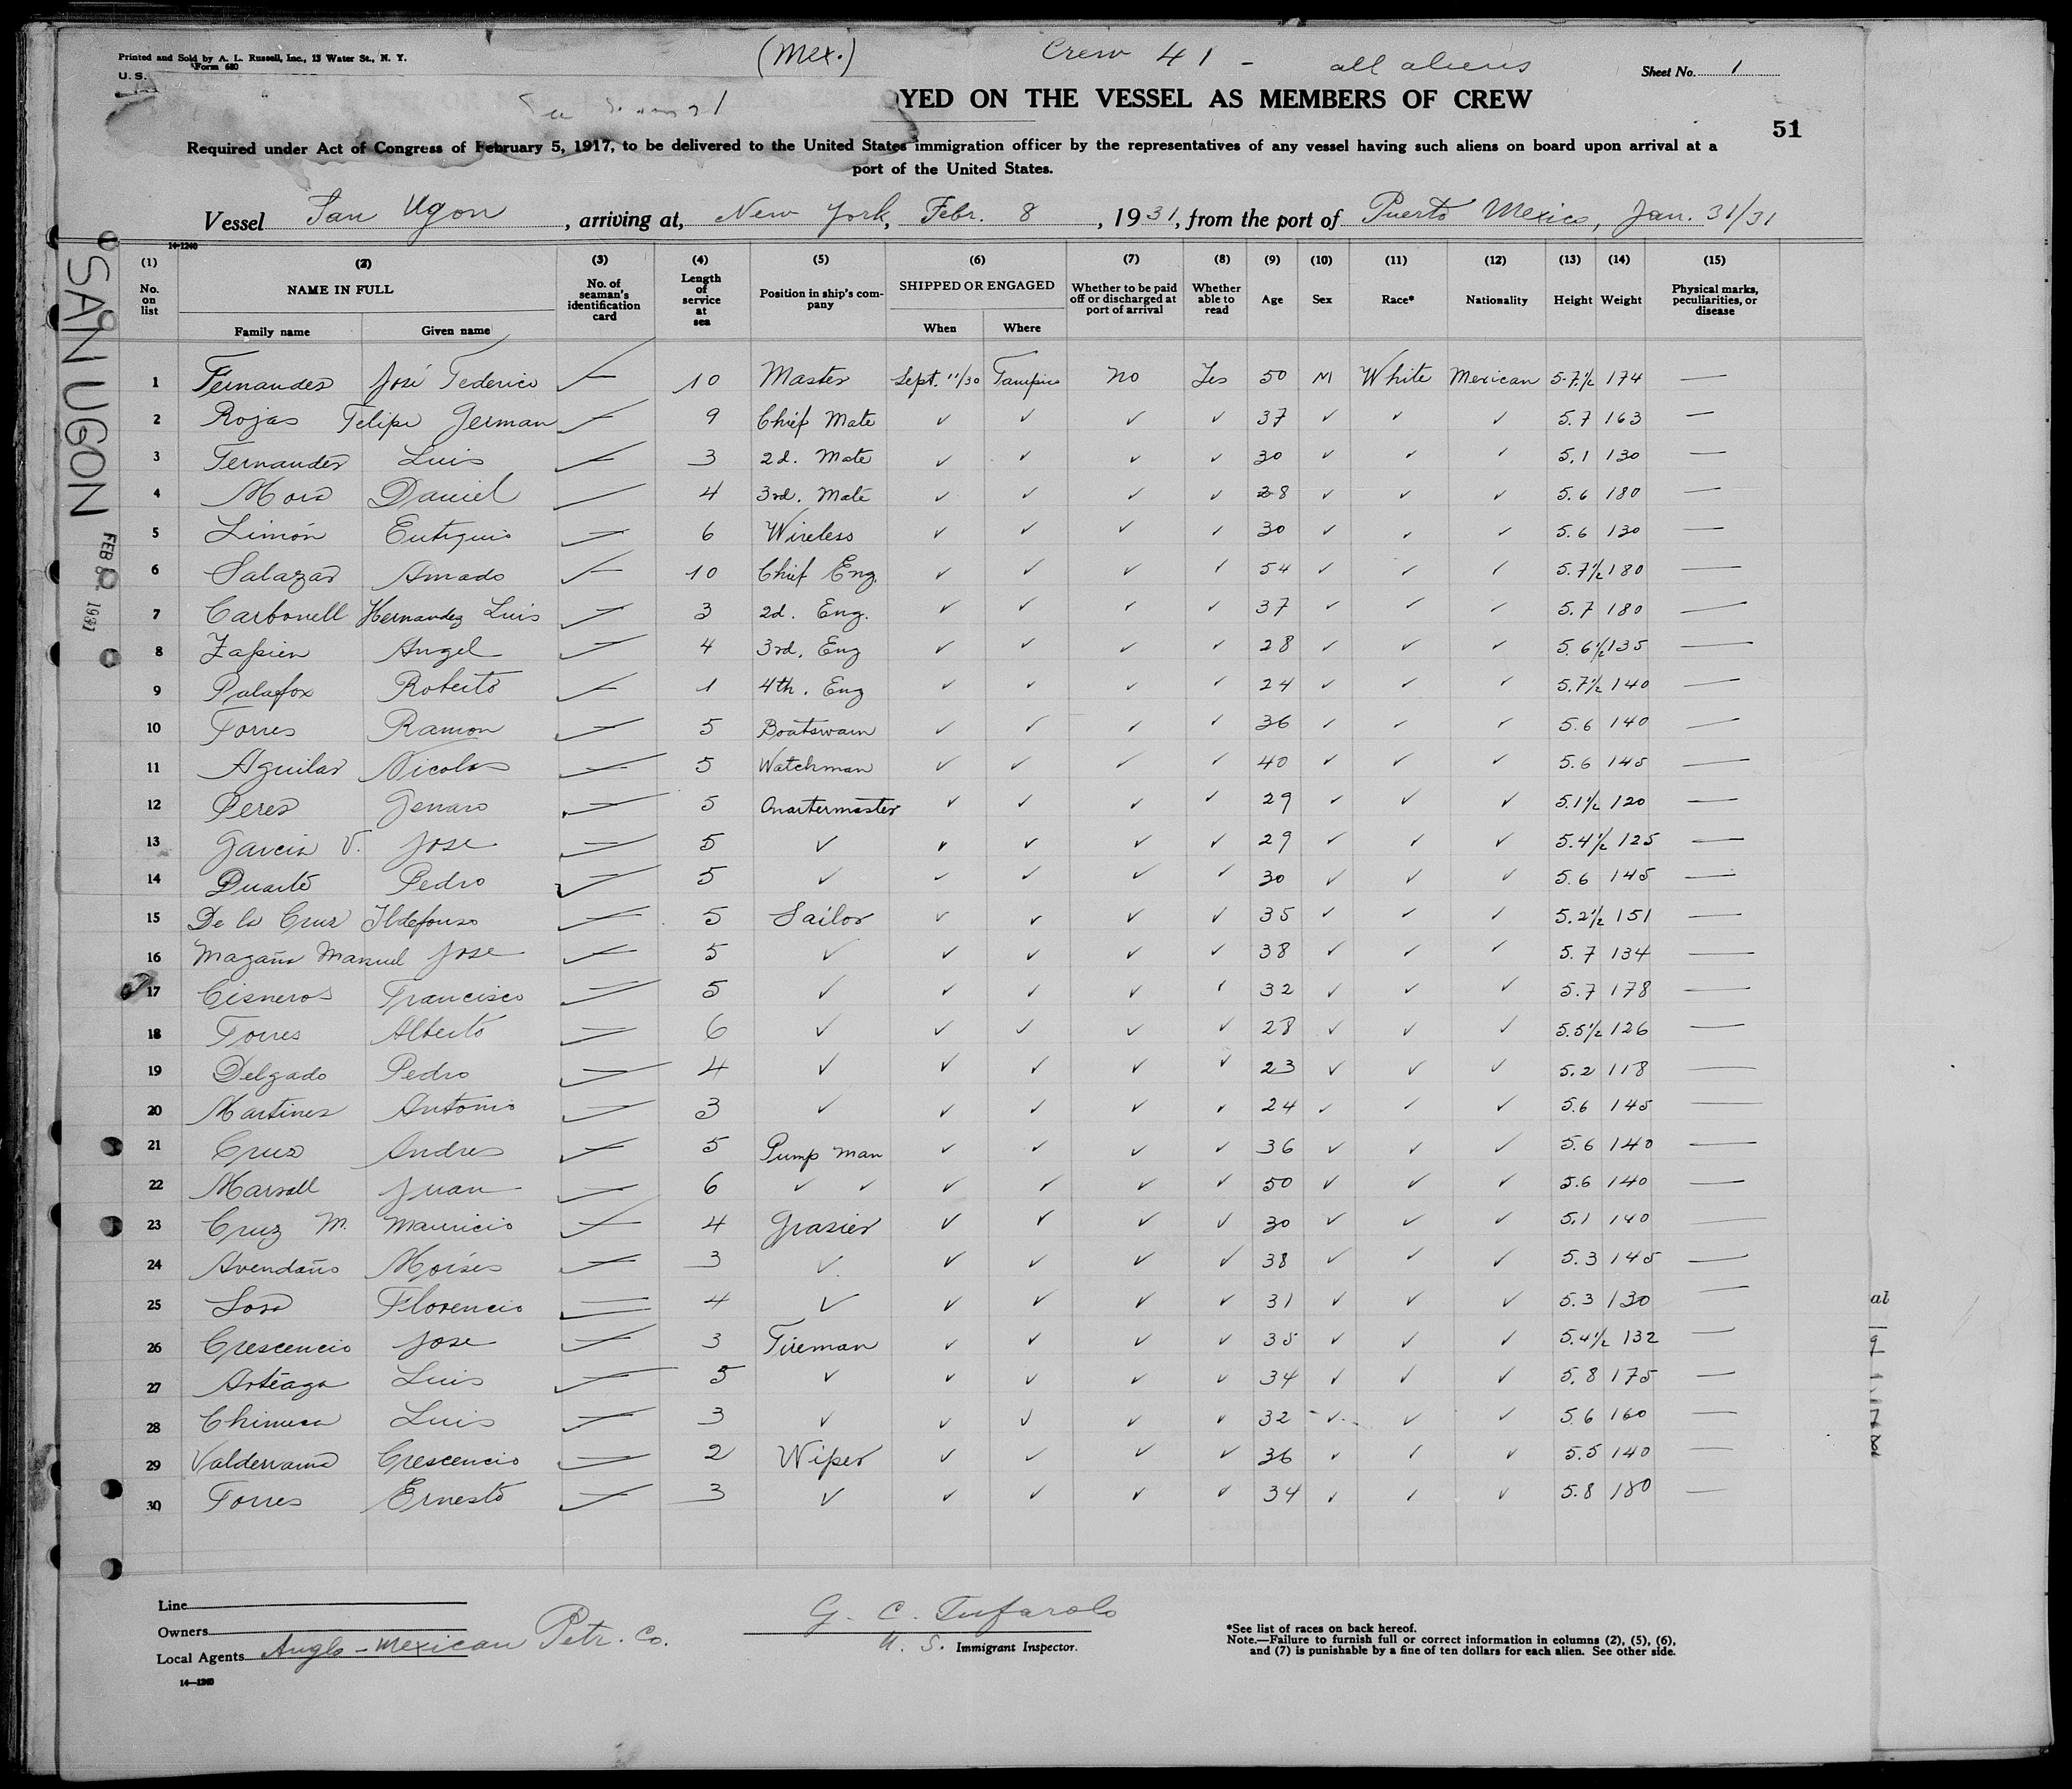 Printed and Sold by A. L. Russell, Inc., 13 Water St., N. Y.
Form 680
U. S.
(Mex.) Crew 41 - all aliens
Sheet No. 1
YED ON THE VESSEL AS MEMBERS OF CREW
51
Required under Act of Congress of February 5, 1917, to be delivered to the United States immigration officer by the representatives of any vessel having such aliens on board upon arrival at a
port of the United States.
Vessel San Ugon, arriving at, New York, Febr. 8, 1931, from the port of Puerto Mexico, Jan. 31/31
14-1240
SAN UGON FEB 8 1931
(1) No. on list (2) NAME IN FULL Family name Given name (3) No. of seaman's identification card (4) Length of service at sea (5) Position in ship's company (6) SHIPPED OR ENGAGED When Where (7) Whether to be paid off or discharged at port of arrival (8) Whether able to read (9) Age (10) Sex (11) Race* (12) Nationality (13) Height (14) Weight (15) Physical marks, peculiarities, or disease
1 Fernandes José Federico — 10 Master Sept. 11/30 Tampico No Yes 50 M White Mexican 5.7½ 174 —
2 Rojas Felipe German — 9 Chief Mate ✓ ✓ ✓ ✓ 37 ✓ ✓ ✓ 5.7 163 —
3 Fernandes Luis — 3 2d. Mate ✓ ✓ ✓ ✓ 30 ✓ ✓ ✓ 5.1 130 —
4 Mora Daniel — 4 3rd. Mate ✓ ✓ ✓ ✓ 28 ✓ ✓ ✓ 5.6 180 —
5 Limón Eutiquio — 6 Wireless ✓ ✓ ✓ ✓ 30 ✓ ✓ ✓ 5.6 130 —
6 Salazar Amado — 10 Chief Eng. ✓ ✓ ✓ ✓ 54 ✓ ✓ ✓ 5.7½ 180 —
7 Carbonell Hernandez Luis — 3 2d. Eng. ✓ ✓ ✓ ✓ 37 ✓ ✓ ✓ 5.7 180 —
8 Zapien Angel — 4 3rd. Eng ✓ ✓ ✓ ✓ 28 ✓ ✓ ✓ 5.6½ 135 —
9 Palafox Roberto — 1 4th. Eng ✓ ✓ ✓ ✓ 24 ✓ ✓ ✓ 5.7½ 140 —
10 Torres Ramon — 5 Boatswain ✓ ✓ ✓ ✓ 36 ✓ ✓ ✓ 5.6 140 —
11 Aguilar Nicolas — 5 Watchman ✓ ✓ ✓ ✓ 40 ✓ ✓ ✓ 5.6 145 —
12 Peres Genaro — 5 Quartermaster ✓ ✓ ✓ ✓ 29 ✓ ✓ ✓ 5.1½ 120 —
13 Garcia V. Jose — 5 ✓ ✓ ✓ ✓ ✓ 29 ✓ ✓ ✓ 5.4½ 125 —
14 Duarte Pedro — 5 ✓ ✓ ✓ ✓ ✓ 30 ✓ ✓ ✓ 5.6 145 —
15 De la Cruz Ildefonso — 5 Sailor ✓ ✓ ✓ ✓ 35 ✓ ✓ ✓ 5.2½ 151 —
16 Magaña Manuel Jose — 5 ✓ ✓ ✓ ✓ ✓ 38 ✓ ✓ ✓ 5.7 134 —
17 Cisneros Francisco — 5 ✓ ✓ ✓ ✓ ✓ 32 ✓ ✓ ✓ 5.7 178 —
18 Torres Alberto — 6 ✓ ✓ ✓ ✓ ✓ 28 ✓ ✓ ✓ 5.5½ 126 —
19 Delgado Pedro — 4 ✓ ✓ ✓ ✓ ✓ 23 ✓ ✓ ✓ 5.2 118 —
20 Martines Antonio — 3 ✓ ✓ ✓ ✓ ✓ 24 ✓ ✓ ✓ 5.6 145 —
21 Cruz Andres — 5 Pump man ✓ ✓ ✓ ✓ 36 ✓ ✓ ✓ 5.6 140 —
22 Juan — 6 ✓ ✓ ✓ ✓ ✓ ✓ 50 ✓ ✓ ✓ 5.6 140 —
23 Cruz M. Mauricio — 4 Grasier ✓ ✓ ✓ ✓ 30 ✓ ✓ ✓ 5.1 140 —
24 Avendaño Moises — 3 ✓ ✓ ✓ ✓ ✓ 38 ✓ ✓ ✓ 5.3 145 —
25 Sosa Florencio — 4 ✓ ✓ ✓ ✓ ✓ 31 ✓ ✓ ✓ 5.3 130 —
26 Crescencio Jose — 3 Fireman ✓ ✓ ✓ ✓ 35 ✓ ✓ ✓ 5.4½ 132 —
27 Arteaga Luis — 5 ✓ ✓ ✓ ✓ ✓ 34 ✓ ✓ ✓ 5.8 175 —
28 Luis — 3 ✓ ✓ ✓ ✓ ✓ 32 ✓ ✓ ✓ 5.6 160 —
29 Valderrama Crescencio — 2 Wiper ✓ ✓ ✓ ✓ 36 ✓ ✓ ✓ 5.5 140 —
30 Torres Ernesto — 3 ✓ ✓ ✓ ✓ ✓ 34 ✓ ✓ ✓ 5.8 180 —
Line
Owners
Local Agents Anglo-Mexican Petr. Co.
14-1240
G. C. Tufarolo
U. S. Immigrant Inspector.
*See list of races on back hereof.
Note.—Failure to furnish full or correct information in columns (2), (5), (6),
and (7) is punishable by a fine of ten dollars for each alien. See other side.